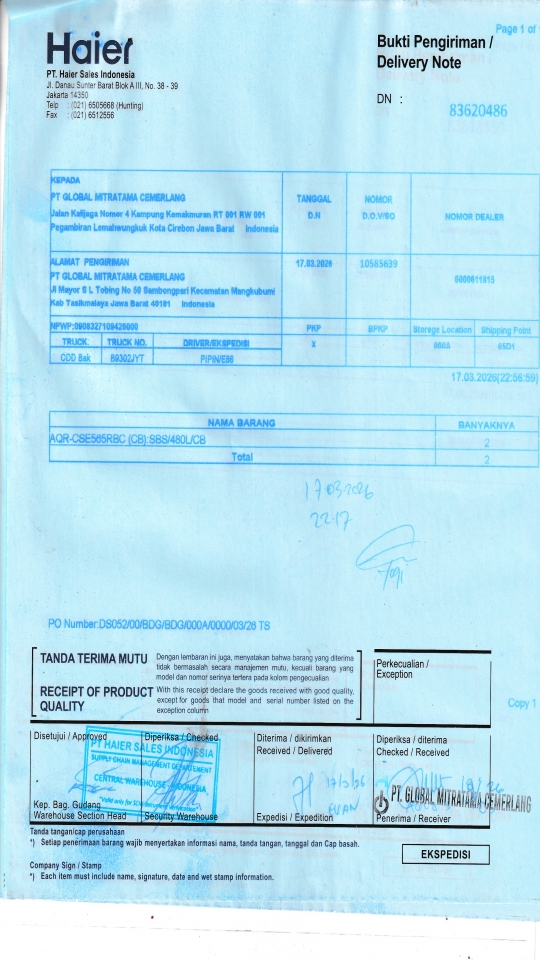 Page 1 of
Haier
Bukti Pengiriman /
Delivery Note
PT. Haier Sales Indonesia
Jl. Danau Sunter Barat Blok A III, No. 38 - 39
Jakarta 14350
Telp : (021) 6505668 (Hunting)
Fax : (021) 6512556
DN : 83620486
KEPADA
PT GLOBAL MITRATAMA CEMERLANG
Jalan Kalijaga Nomor 4 Kampung Kemakmuran RT 001 RW 001
Pegambiran Lemahwungkuk Kota Cirebon Jawa Barat Indonesia
TANGGAL
D.N
NOMOR
D.O.V/SO
NOMOR DEALER
ALAMAT PENGIRIMAN
PT GLOBAL MITRATAMA CEMERLANG
Jl Mayor S L Tobing No 50 Sambongpari Kecamatan Mangkubumi
Kab Tasikmalaya Jawa Barat 46181 Indonesia
17.03.2026
10585639
NPWP:
PKP
BPKP
Storage Location
Shipping Point
TRUCK.
TRUCK NO.
DRIVER/EKSPEDISI
X
000A
65D1
CDD Bak
PIPIN/E86
17.03.2026(22:56:59)
NAMA BARANG
BANYAKNYA
AQR-CSE565RBC (CB):SBS/480L/CB
2
Total
2
17032026
22.17
Yogi
PO Number:DS052/00/BDG/BDG/000A/0000/03/26 TS
TANDA TERIMA MUTU
Dengan lembaran ini juga, menyatakan bahwa barang yang diterima
tidak bermasalah secara manajemen mutu, kecuali barang yang
model dan nomor serinya tertera pada kolom pengecualian
RECEIPT OF PRODUCT
QUALITY
With this receipt declare the goods received with good quality,
except for goods that model and serial number listed on the
exception column
Perkecualian /
Exception
Copy 1
Disetujui / Approved
Diperiksa / Checked
Diterima / dikirimkan
Received / Delivered
Diperiksa / diterima
Checked / Received
PT HAIER SALES INDONESIA
SUPPLY CHAIN MANAGEMENT DEPARTEMENT
CENTRAL WAREHOUSE - INDONESIA
PT. GLOBAL MITRATAMA CEMERLANG
Kep. Bag. Gudang
Warehouse Section Head
Security Warehouse
Expedisi / Expedition
Penerima / Receiver
Tanda tangan/cap perusahaan
*) Setiap penerimaan barang wajib menyertakan informasi nama, tanda tangan, tanggal dan Cap basah.
EKSPEDISI
Company Sign / Stamp
*) Each item must include name, signature, date and wet stamp information.